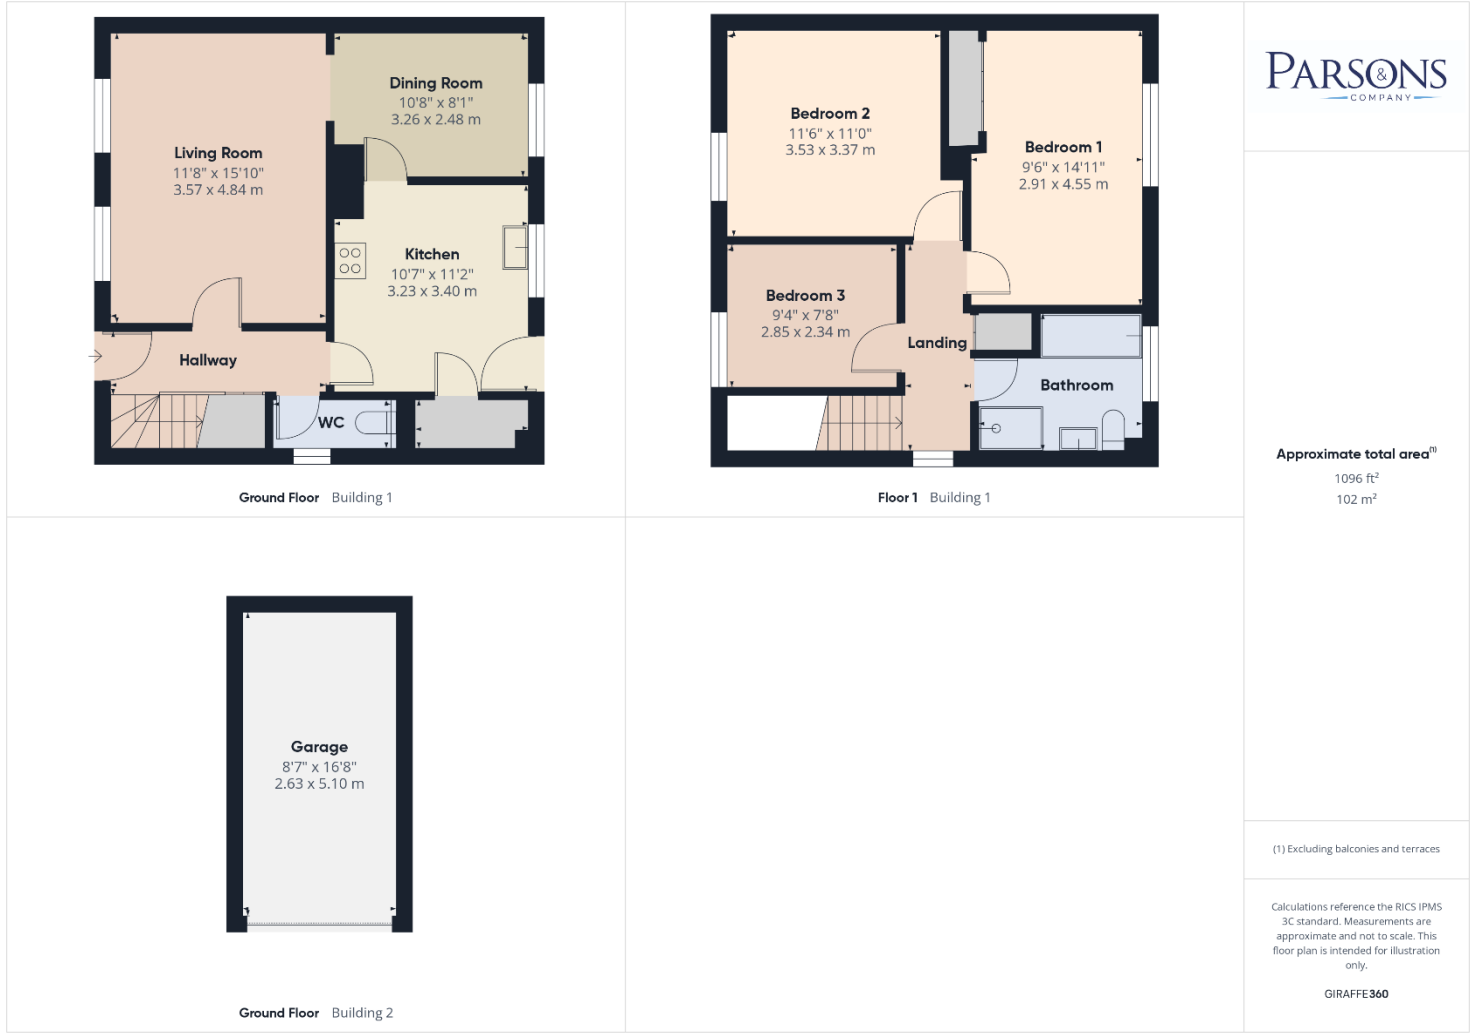 Living Room
11'8" x 15'10"
3.57 x 4.84 m
Dining Room
10'8" x 8'1"
3.26 x 2.48 m
Kitchen
10'7" x 11'2"
3.23 x 3.40 m
Hallway
WC
Ground Floor Building 1
Bedroom 2
11'6" x 11'0"
3.53 x 3.37 m
Bedroom 1
9'6" x 14'11"
2.91 x 4.55 m
Bedroom 3
9'4" x 7'8"
2.85 x 2.34 m
Landing
Bathroom
Floor 1 Building 1
Garage
8'7" x 16'8"
2.63 x 5.10 m
Ground Floor Building 2
PARSONS
&
COMPANY
Approximate total area(1)
1096 ft²
102 m²
(1) Excluding balconies and terraces
Calculations reference the RICS IPMS
3C standard. Measurements are
approximate and not to scale. This
floor plan is intended for illustration
only.
GIRAFFE360